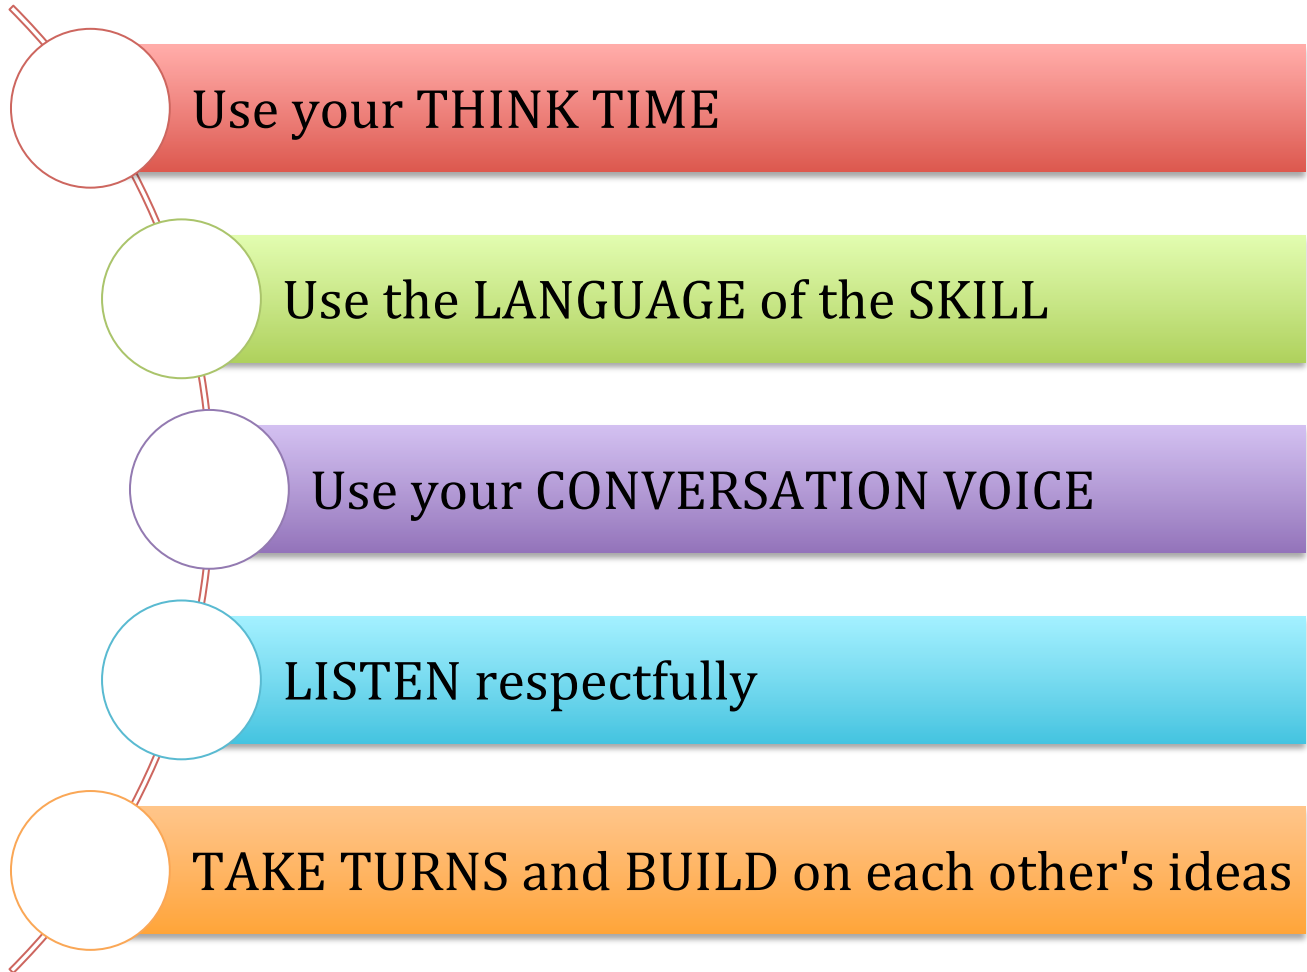 Use your THINK TIME
Use the LANGUAGE of the SKILL
Use your CONVERSATION VOICE
LISTEN respectfully
TAKE TURNS and BUILD on each other's ideas